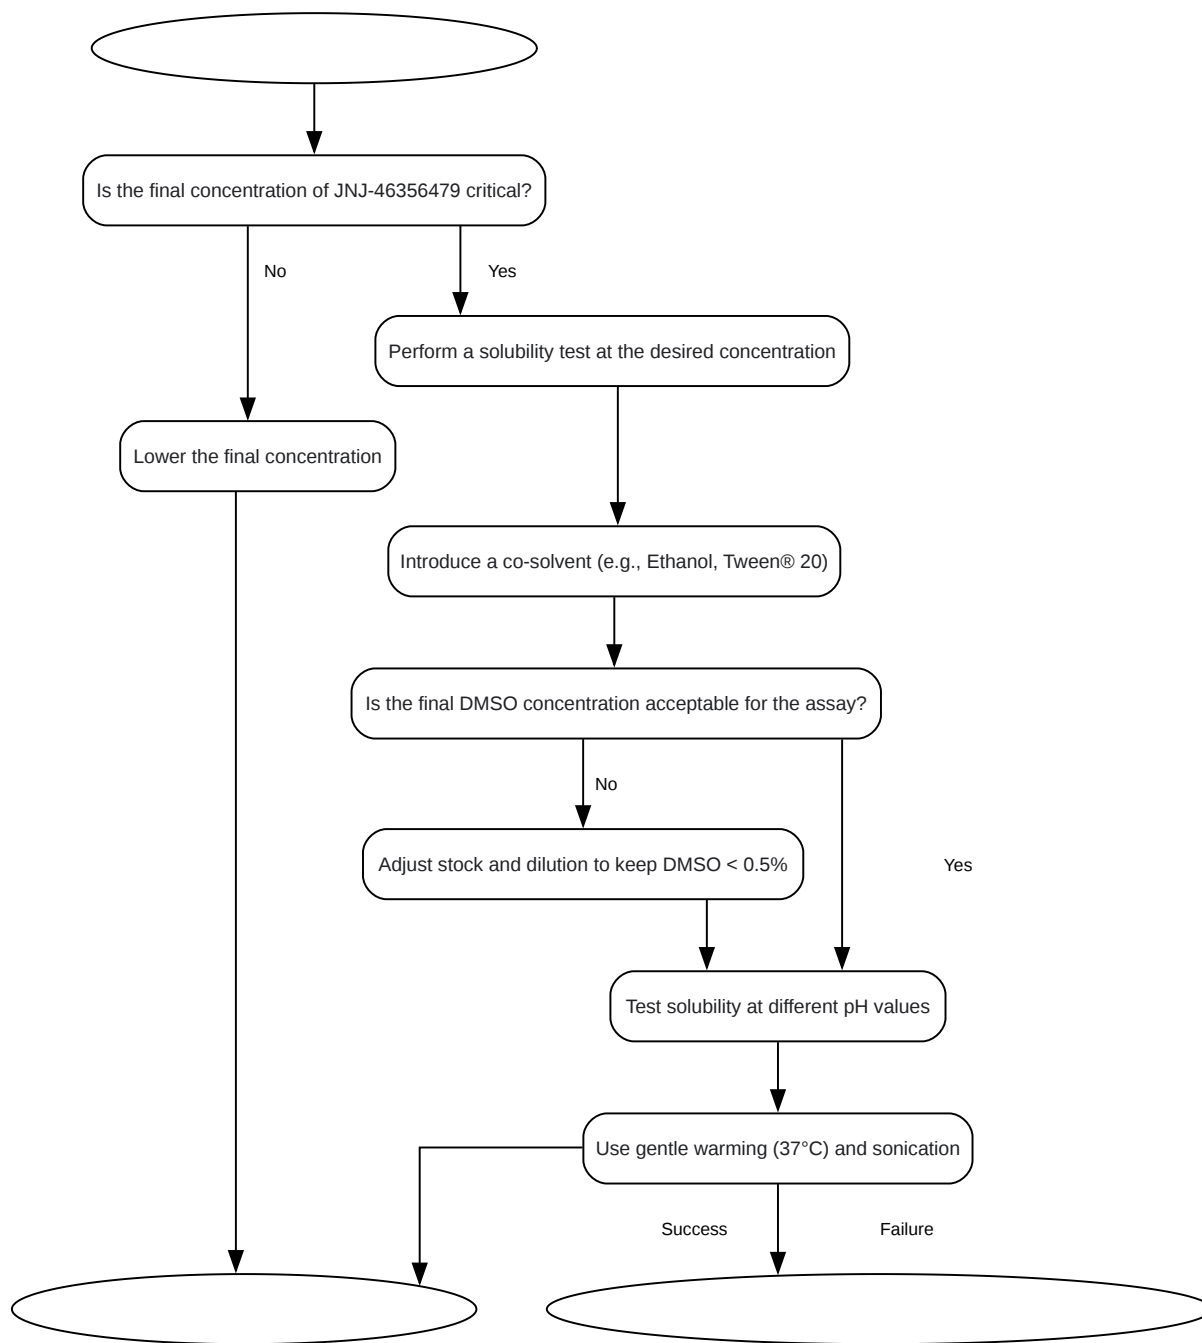 Is the final concentration of JNJ-46356479 critical?
No
Yes
Perform a solubility test at the desired concentration
Lower the final concentration
Introduce a co-solvent (e.g., Ethanol, Tween® 20)
Is the final DMSO concentration acceptable for the assay?
No
Adjust stock and dilution to keep DMSO < 0.5%
Yes
Test solubility at different pH values
Use gentle warming (37°C) and sonication
Success
Failure